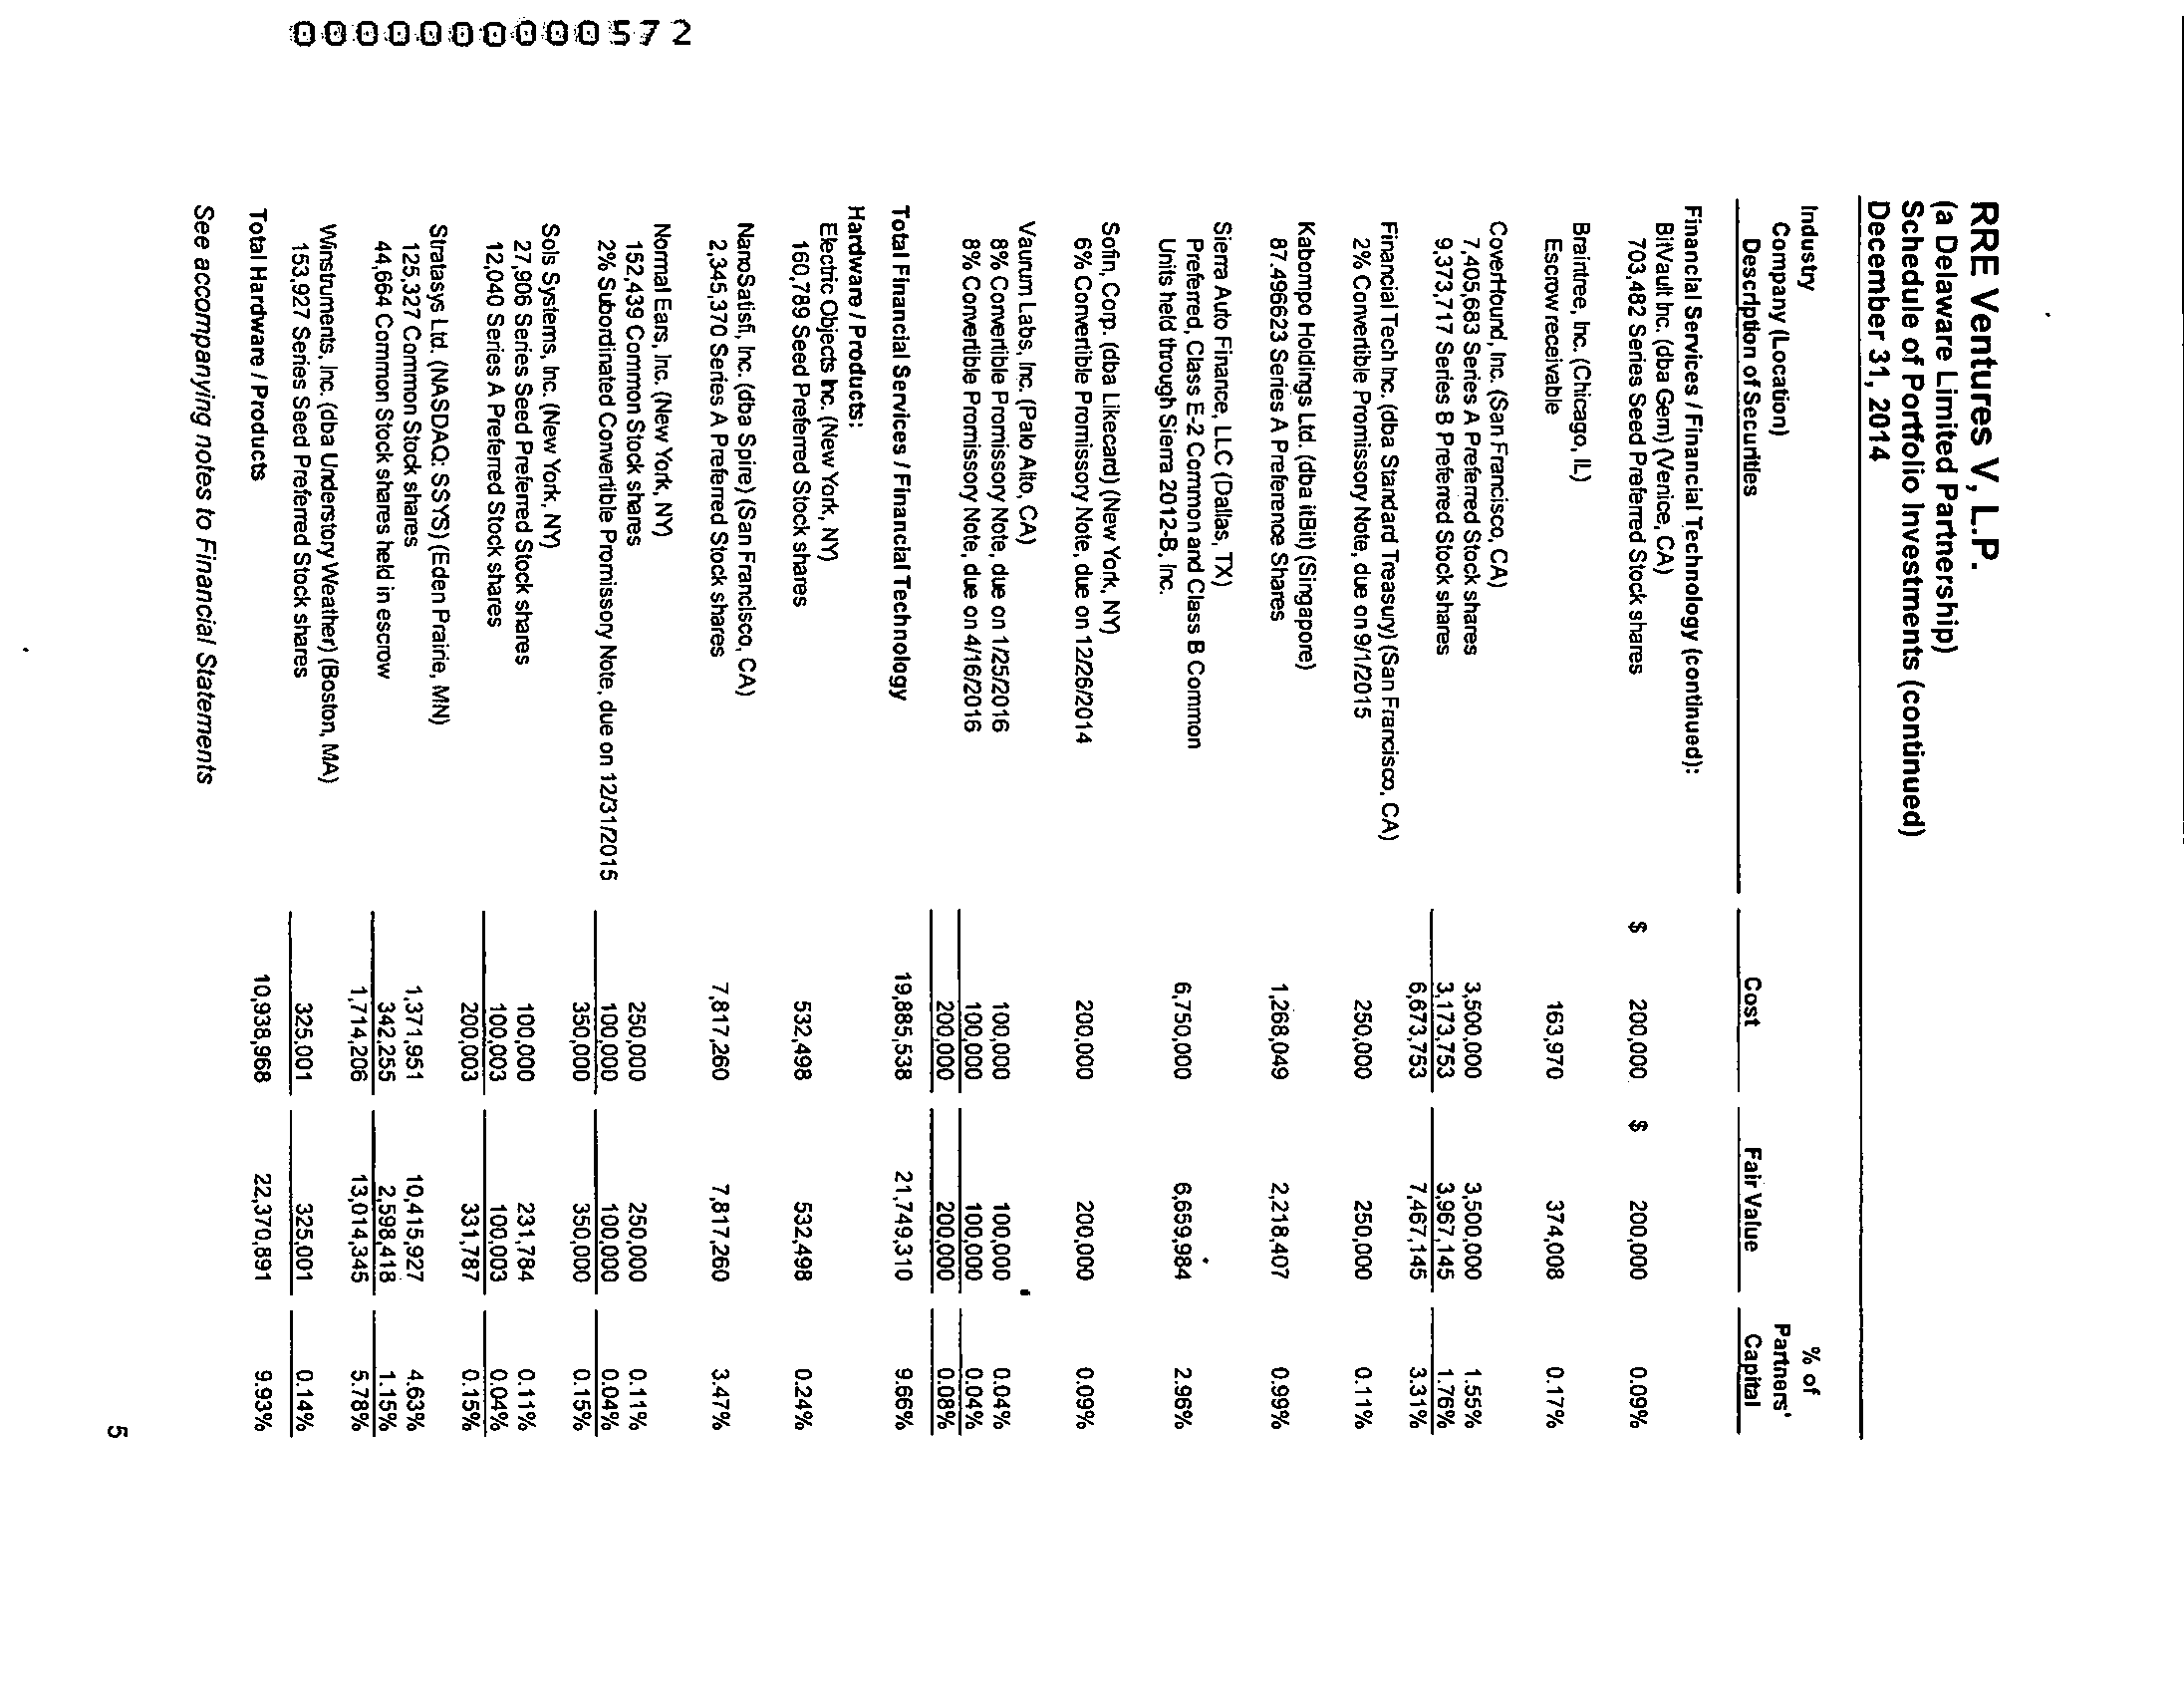 RRE Ventures V, L.P.
(a Delaware Limited Partnership)
Schedule of Portfolio Investments (continued)
December 31, 2014
Industry % of
Company (Location) Partners'
Description of Securities Cost Fair Value Capital
Financial Services / Financial Technology (continued):
BitVault Inc. (dba Gem) (Venice, CA)
703,482 Series Seed Preferred Stock shares $ 200,000 $ 200,000 0.09%
Braintree, Inc. (Chicago, IL)
Escrow receivable 163,970 374,008 0.17%
CoverHound, Inc. (San Francisco, CA)
7,405,683 Series A Preferred Stock shares 3,500,000 3,500,000 1.55%
9,373,717 Series B Preferred Stock shares 3,173,753 3,967,145 1.76%
6,673,753 7,467,145 3.31%
Financial Tech Inc. (dba Standard Treasury) (San Francisco, CA)
2% Convertible Promissory Note, due on 9/1/2015 250,000 250,000 0.11%
Kabompo Holdings Ltd. (dba itBit) (Singapore)
87.496623 Series A Preference Shares 1,268,049 2,218,407 0.99%
Sierra Auto Finance, LLC (Dallas, TX)
Preferred, Class E-2 Common and Class B Common
Units held through Sierra 2012-B, Inc. 6,750,000 6,659,984 2.96%
Sofin, Corp. (dba Likecard) (New York, NY)
6% Convertible Promissory Note, due on 12/26/2014 200,000 200,000 0.09%
Vaurum Labs, Inc. (Palo Alto, CA)
8% Convertible Promissory Note, due on 1/25/2016 100,000 100,000 0.04%
8% Convertible Promissory Note, due on 4/16/2016 100,000 100,000 0.04%
200,000 200,000 0.08%
Total Financial Services / Financial Technology 19,885,538 21,749,310 9.66%
Hardware / Products:
Electric Objects Inc. (New York, NY)
160,789 Seed Preferred Stock shares 532,498 532,498 0.24%
NanoSatisfi, Inc. (dba Spire) (San Francisco, CA)
2,345,370 Series A Preferred Stock shares 7,817,260 7,817,260 3.47%
Normal Ears, Inc. (New York, NY)
152,439 Common Stock shares 250,000 250,000 0.11%
2% Subordinated Convertible Promissory Note, due on 12/31/2015 100,000 100,000 0.04%
350,000 350,000 0.15%
Sols Systems, Inc. (New York, NY)
27,906 Series Seed Preferred Stock shares 100,000 231,784 0.11%
12,040 Series A Preferred Stock shares 100,003 100,003 0.04%
200,003 331,787 0.15%
Stratasys Ltd. (NASDAQ: SSYS) (Eden Prairie, MN)
125,327 Common Stock shares 1,371,951 10,415,927 4.63%
44,664 Common Stock shares held in escrow 342,255 2,598,418 1.15%
1,714,206 13,014,345 5.78%
Winstruments, Inc. (dba Understory Weather) (Boston, MA)
153,927 Series Seed Preferred Stock shares 325,001 325,001 0.14%
Total Hardware / Products 10,938,968 22,370,891 9.93%
See accompanying notes to Financial Statements
5
000000000572